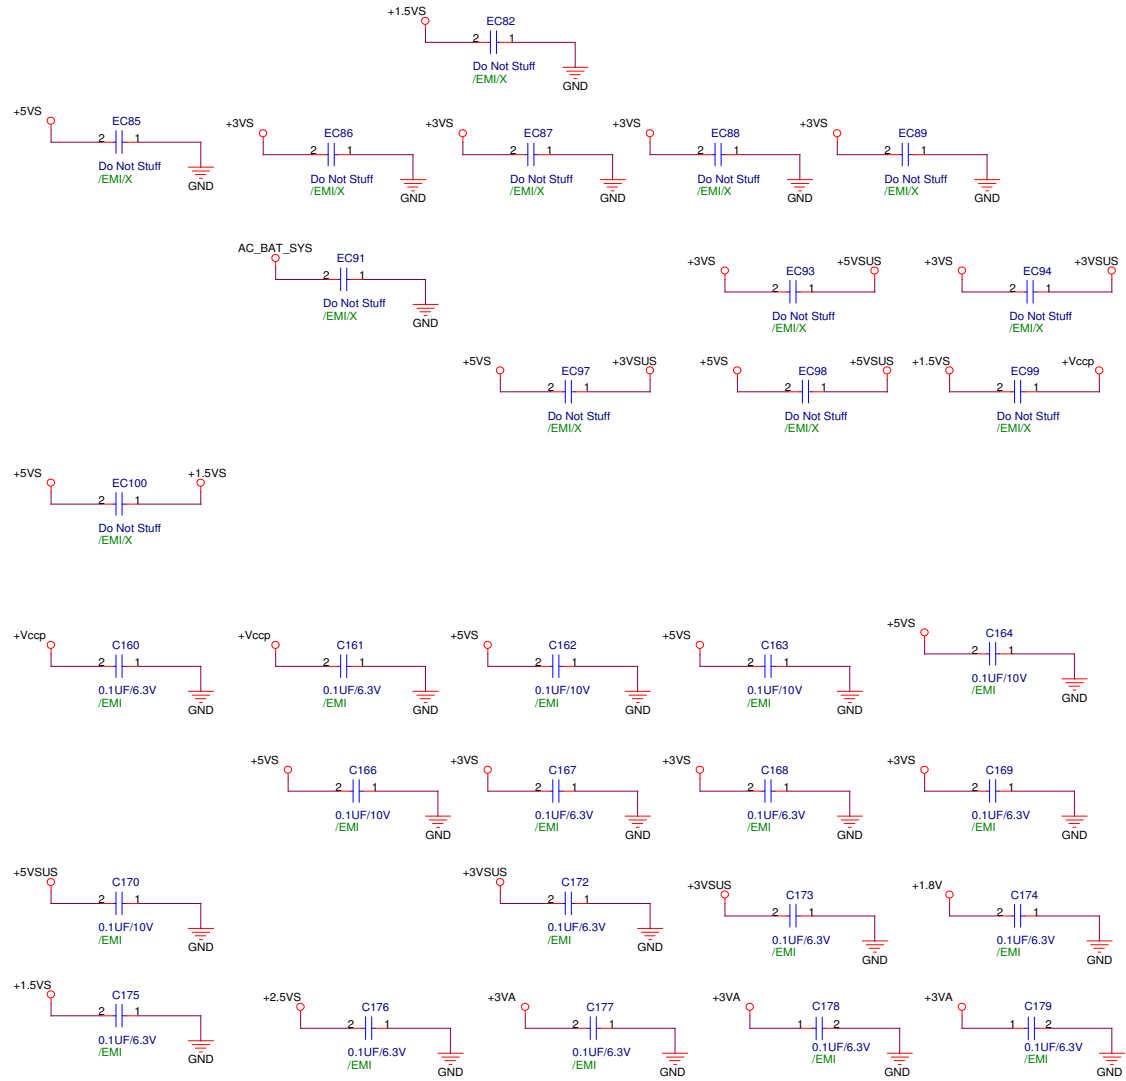 +1.5VS
EC82
2 1
Do Not Stuff
/EMI/X
GND
+5VS
EC85
2 1
Do Not Stuff
/EMI/X
GND
+3VS
EC86
2 1
Do Not Stuff
/EMI/X
GND
+3VS
EC87
2 1
Do Not Stuff
/EMI/X
GND
+3VS
EC88
2 1
Do Not Stuff
/EMI/X
GND
+3VS
EC89
2 1
Do Not Stuff
/EMI/X
GND
AC_BAT_SYS
EC91
2 1
Do Not Stuff
/EMI/X
GND
+3VS +5VSUS
EC93
2 1
Do Not Stuff
/EMI/X
+3VS +3VSUS
EC94
2 1
Do Not Stuff
/EMI/X
+5VS +3VSUS
EC97
2 1
Do Not Stuff
/EMI/X
+5VS +5VSUS
EC98
2 1
Do Not Stuff
/EMI/X
+1.5VS +Vccp
EC99
2 1
Do Not Stuff
/EMI/X
+5VS +1.5VS
EC100
2 1
Do Not Stuff
/EMI/X
+Vccp
C160
2 1
0.1UF/6.3V
/EMI
GND
+Vccp
C161
2 1
0.1UF/6.3V
/EMI
GND
+5VS
C162
2 1
0.1UF/10V
/EMI
GND
+5VS
C163
2 1
0.1UF/10V
/EMI
GND
+5VS
C164
2 1
0.1UF/10V
/EMI
GND
+5VS
C166
2 1
0.1UF/10V
/EMI
GND
+3VS
C167
2 1
0.1UF/6.3V
/EMI
GND
+3VS
C168
2 1
0.1UF/6.3V
/EMI
GND
+3VS
C169
2 1
0.1UF/6.3V
/EMI
GND
+5VSUS
C170
2 1
0.1UF/10V
/EMI
GND
+3VSUS
C172
2 1
0.1UF/6.3V
/EMI
GND
+3VSUS
C173
2 1
0.1UF/6.3V
/EMI
GND
+1.8V
C174
2 1
0.1UF/6.3V
/EMI
GND
+1.5VS
C175
2 1
0.1UF/6.3V
/EMI
GND
+2.5VS
C176
2 1
0.1UF/6.3V
/EMI
GND
+3VA
C177
2 1
0.1UF/6.3V
/EMI
GND
+3VA
C178
1 2
0.1UF/6.3V
/EMI
GND
+3VA
C179
1 2
0.1UF/6.3V
/EMI
GND